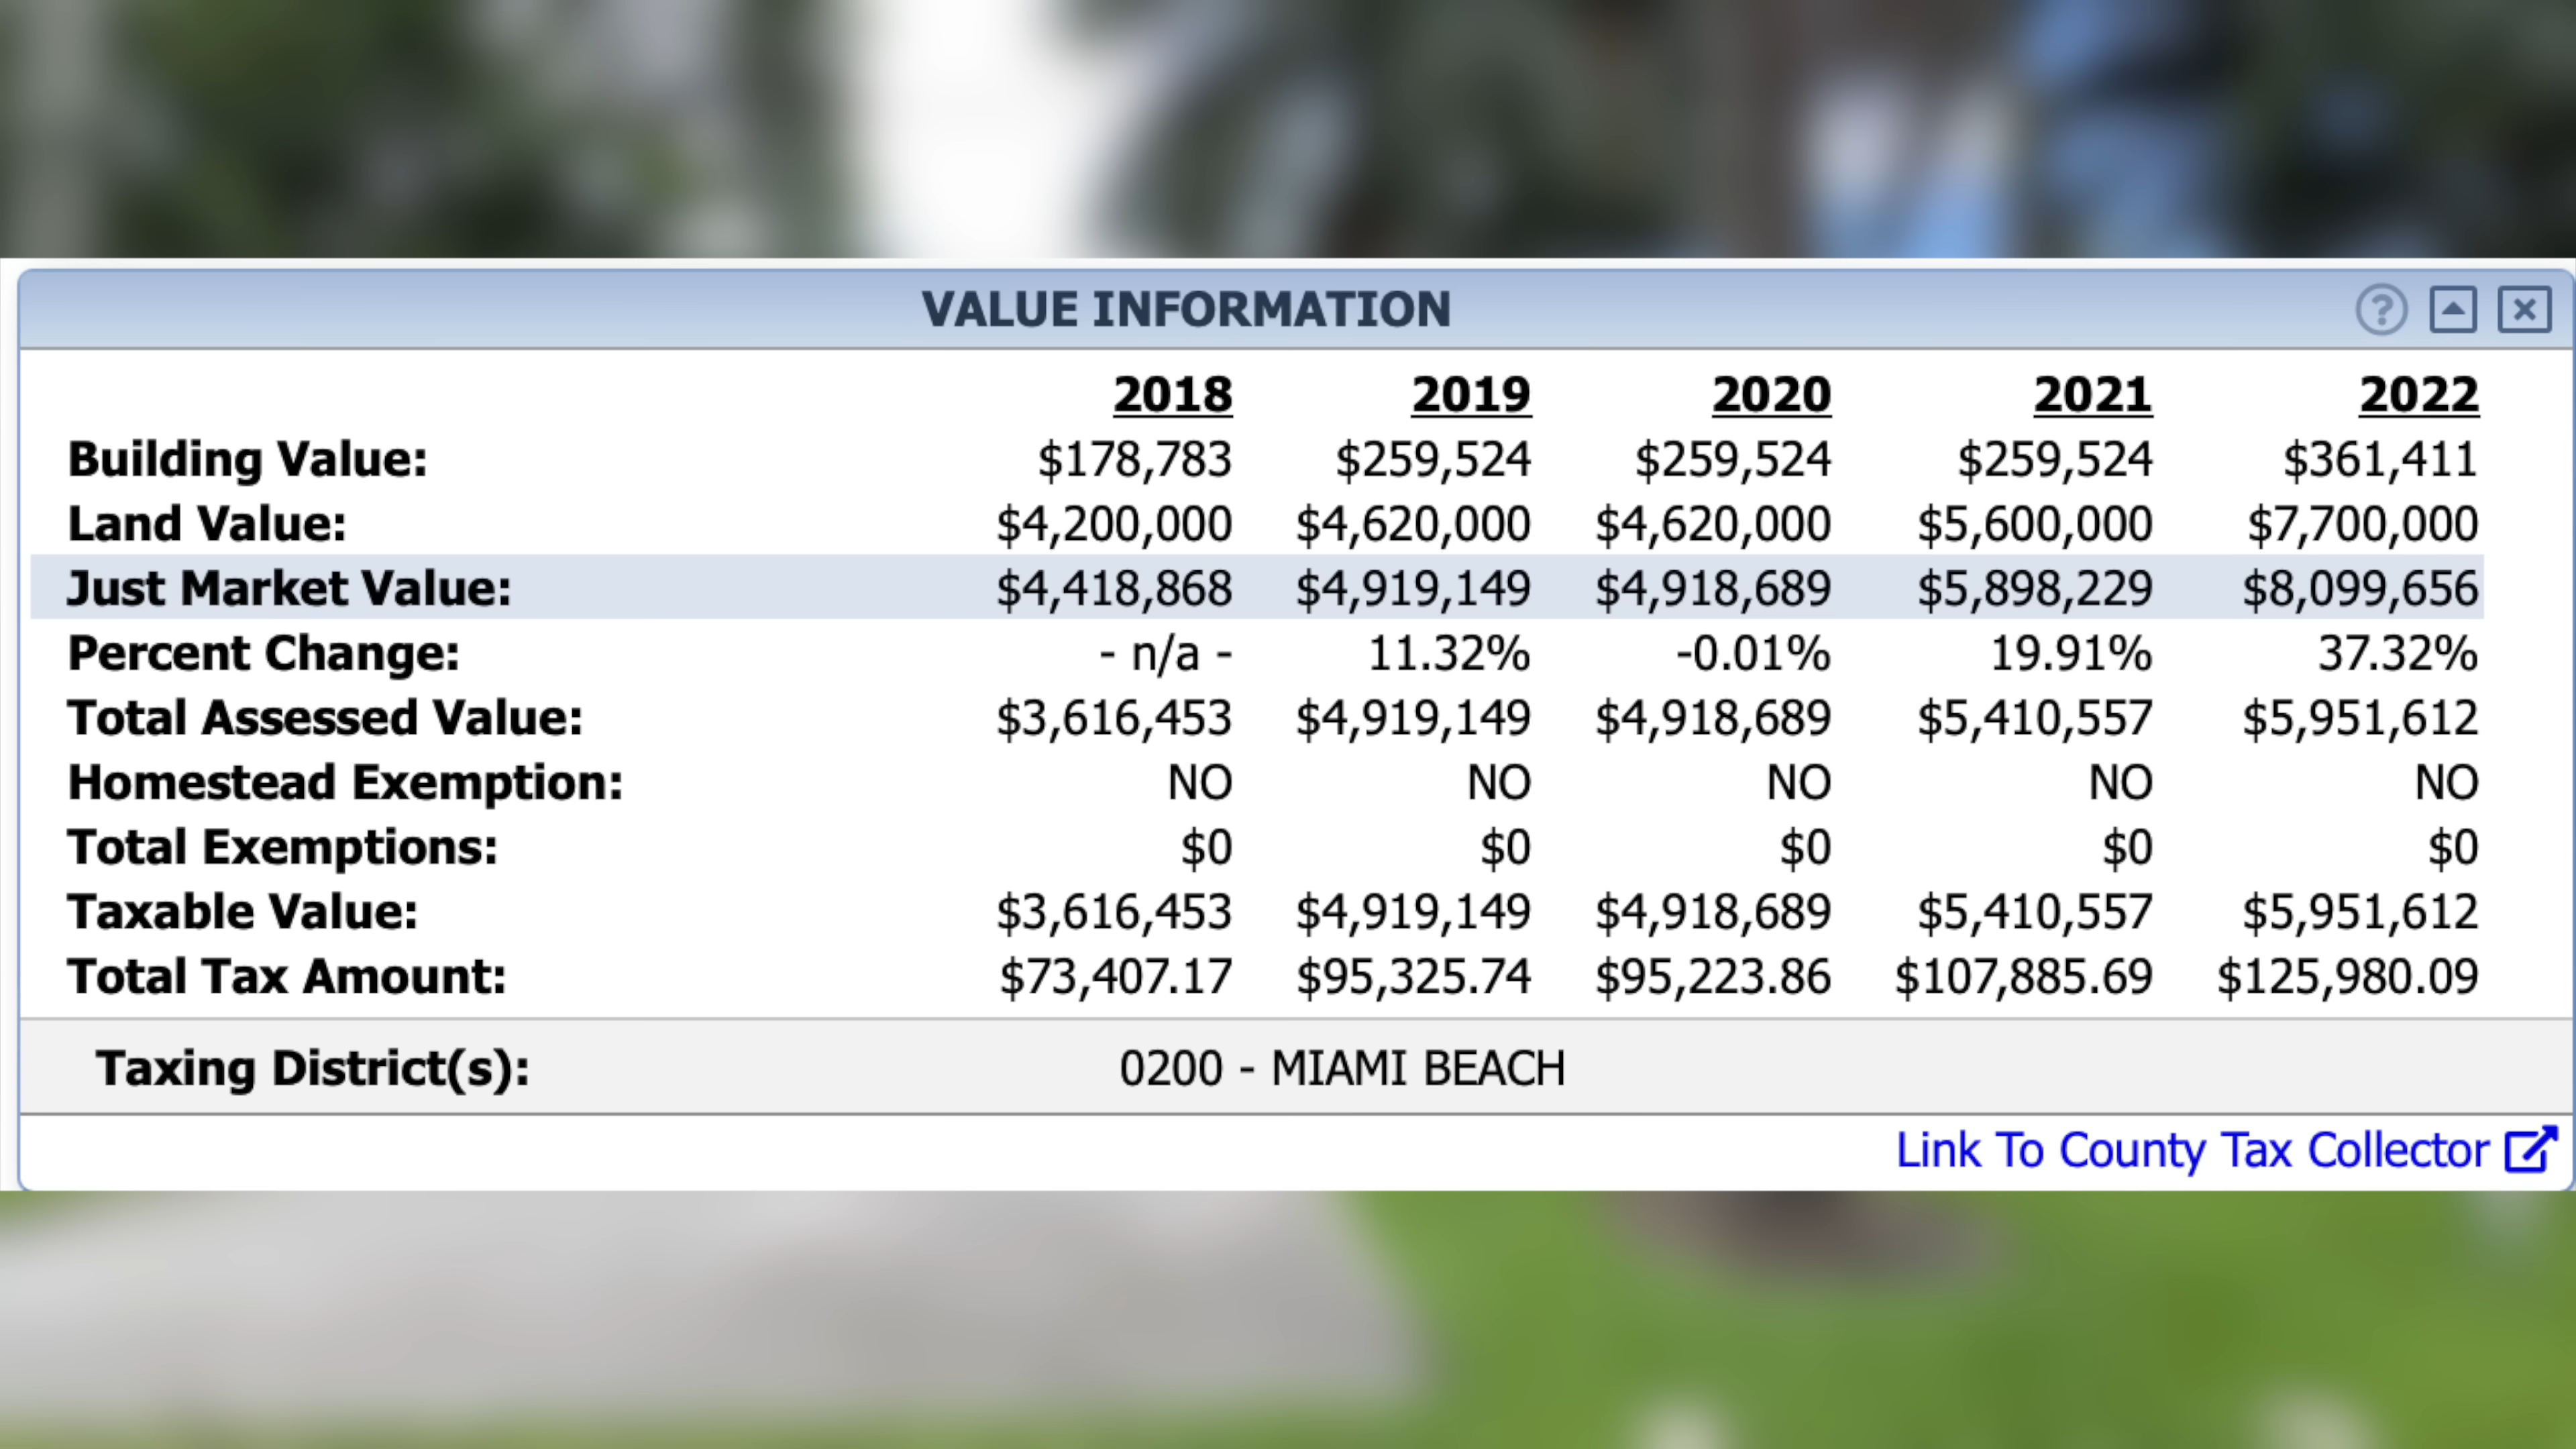 VALUE INFORMATION
2018 2019 2020 2021 2022
Building Value: $178,783 $259,524 $259,524 $259,524 $361,411
Land Value: $4,200,000 $4,620,000 $4,620,000 $5,600,000 $7,700,000
Just Market Value: $4,418,868 $4,919,149 $4,918,689 $5,898,229 $8,099,656
Percent Change: - n/a - 11.32% -0.01% 19.91% 37.32%
Total Assessed Value: $3,616,453 $4,919,149 $4,918,689 $5,410,557 $5,951,612
Homestead Exemption: NO NO NO NO NO
Total Exemptions: $0 $0 $0 $0 $0
Taxable Value: $3,616,453 $4,919,149 $4,918,689 $5,410,557 $5,951,612
Total Tax Amount: $73,407.17 $95,325.74 $95,223.86 $107,885.69 $125,980.09
Taxing District(s): 0200 - MIAMI BEACH
Link To County Tax Collector